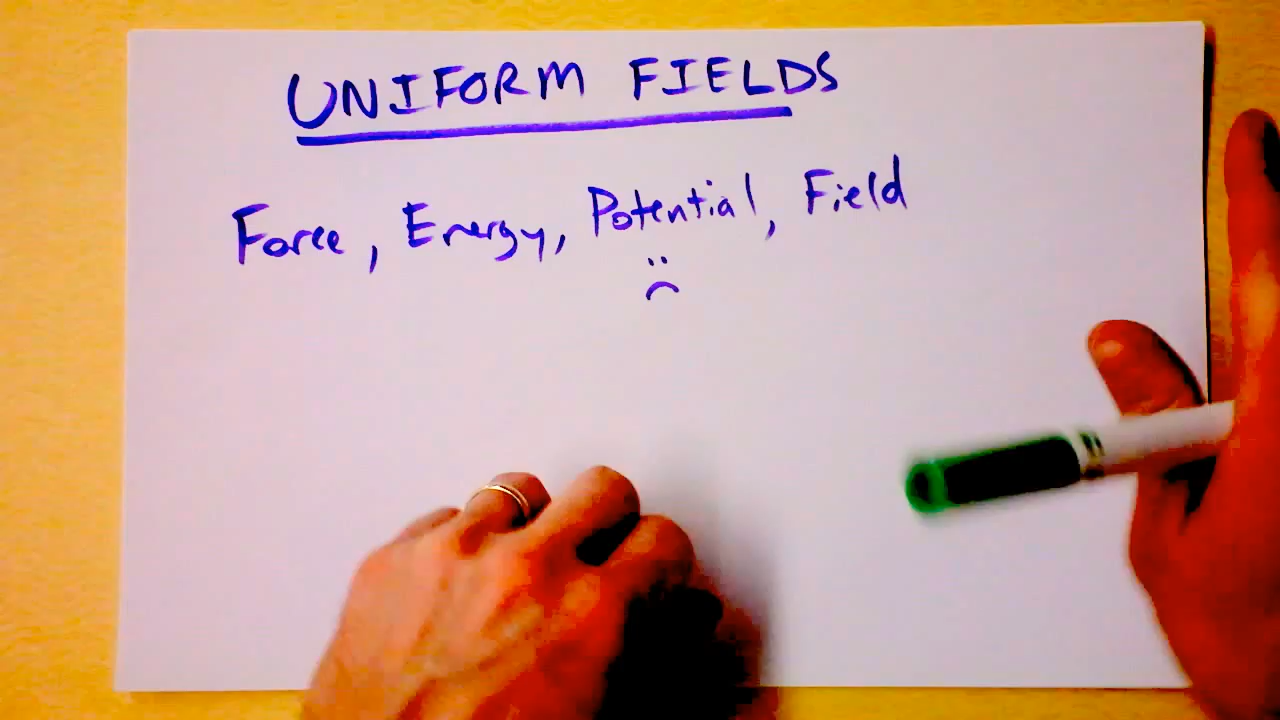 UNIFORM FIELDS
Force, Energy, Potential, Field